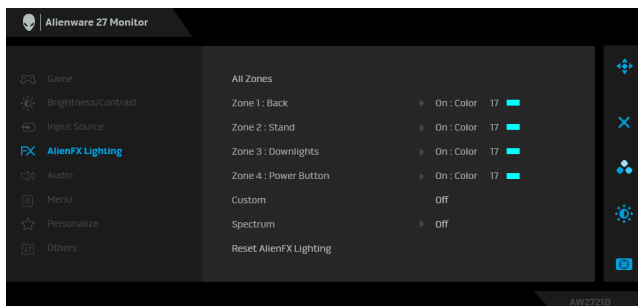 Alienware 27 Monitor
Game
Brightness/Contrast
Input Source
AlienFX Lighting
Audio
Menu
Personalize
Others
All Zones
Zone 1 : Back On : Color 17
Zone 2 : Stand On : Color 17
Zone 3 : Downlights On : Color 17
Zone 4 : Power Button On : Color 17
Custom Off
Spectrum Off
Reset AlienFX Lighting
AW2721D